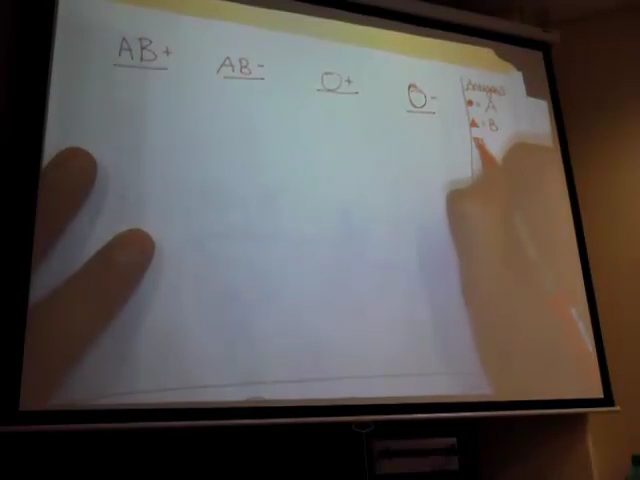 AB+
AB-
O+
O-
Antigens
● = A
▲ = B